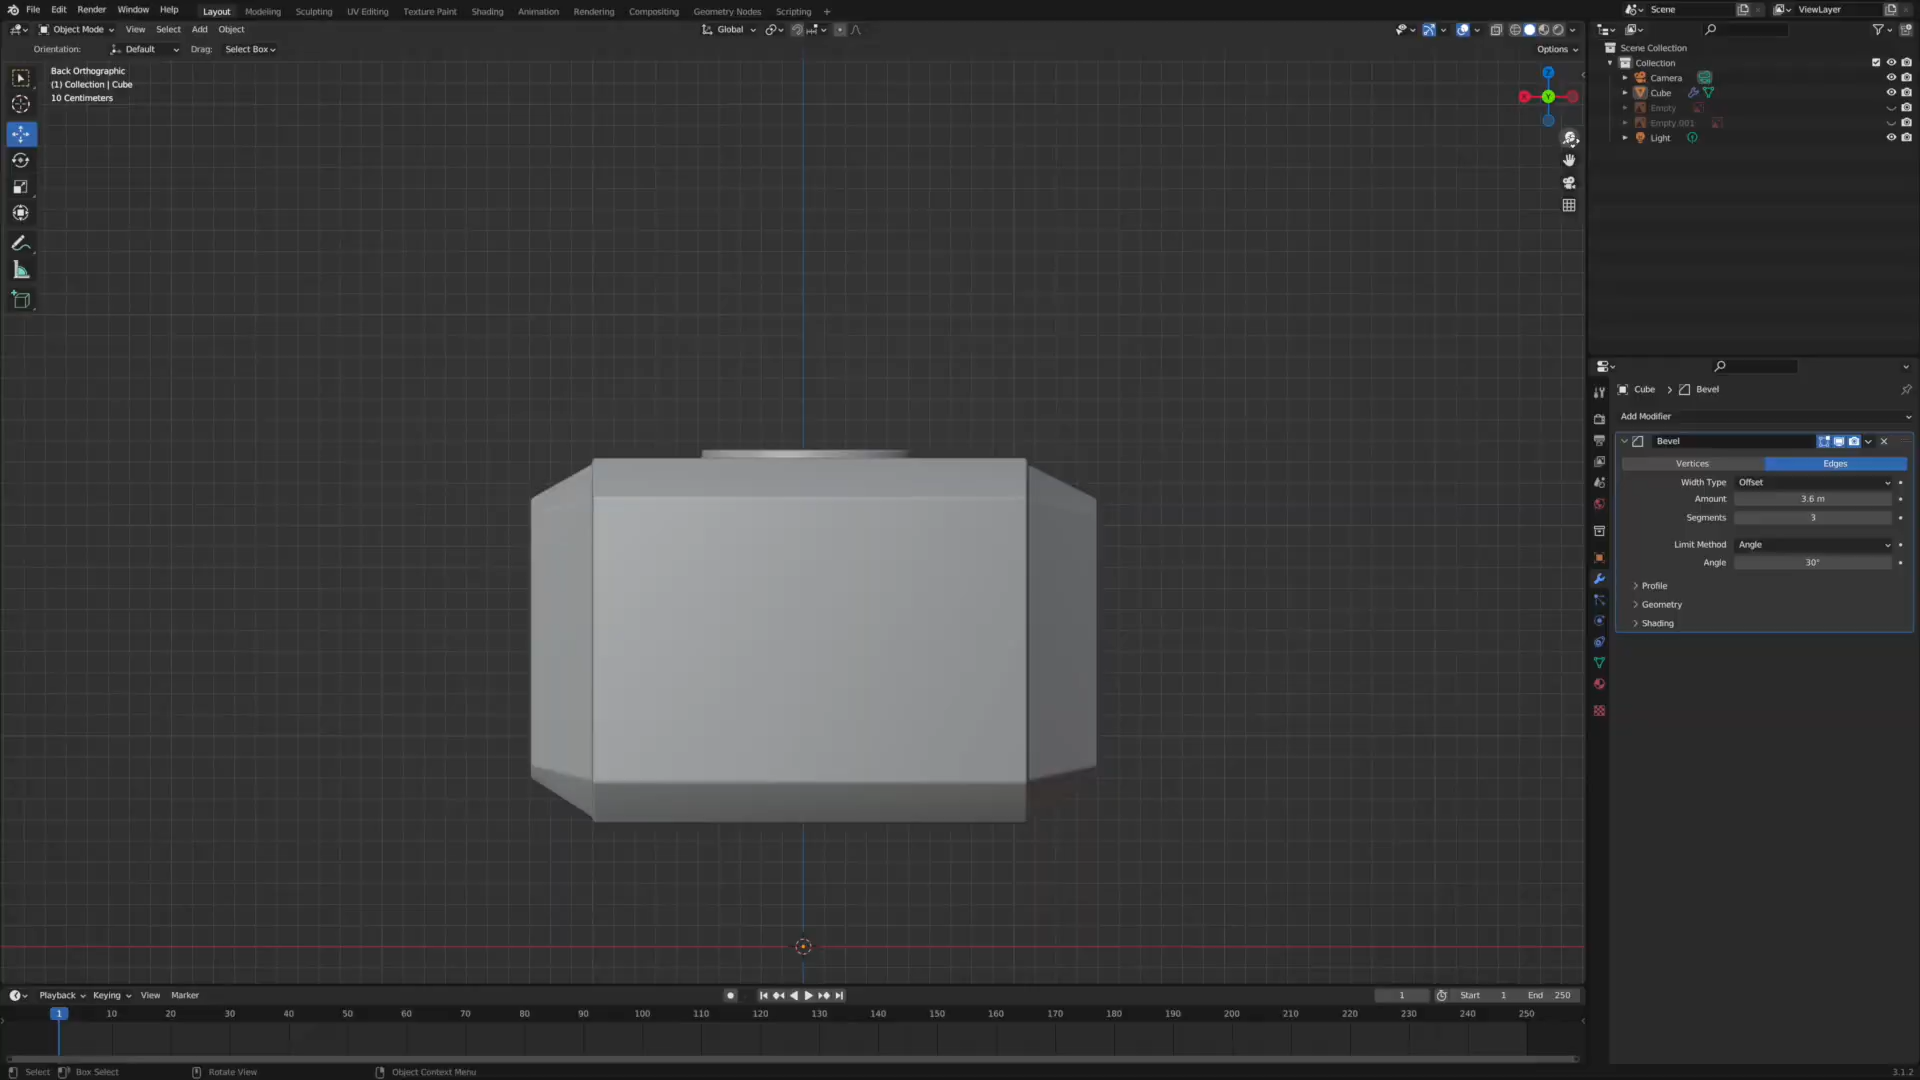 File Edit Render Window Help Layout Modeling Sculpting UV Editing Texture Paint Shading Animation Rendering Compositing Geometry Nodes Scripting + Scene ViewLayer
Object Mode View Select Add Object Global
Orientation: Default Drag: Select Box Options
Scene Collection
Collection
Camera
Cube
Empty
Empty.001
Light
Back Orthographic
(1) Collection | Cube
10 Centimeters
Z
X
Y
Cube > Bevel
Add Modifier
Bevel
Vertices Edges
Width Type Offset
Amount 3.6 m
Segments 3
Limit Method Angle
Angle 30°
Profile
Geometry
Shading
Playback Keying View Marker 1 Start 1 End 250
1 10 20 30 40 50 60 70 80 90 100 110 120 130 140 150 160 170 180 190 200 210 220 230 240 250
Select Box Select Rotate View Object Context Menu 3.1.2